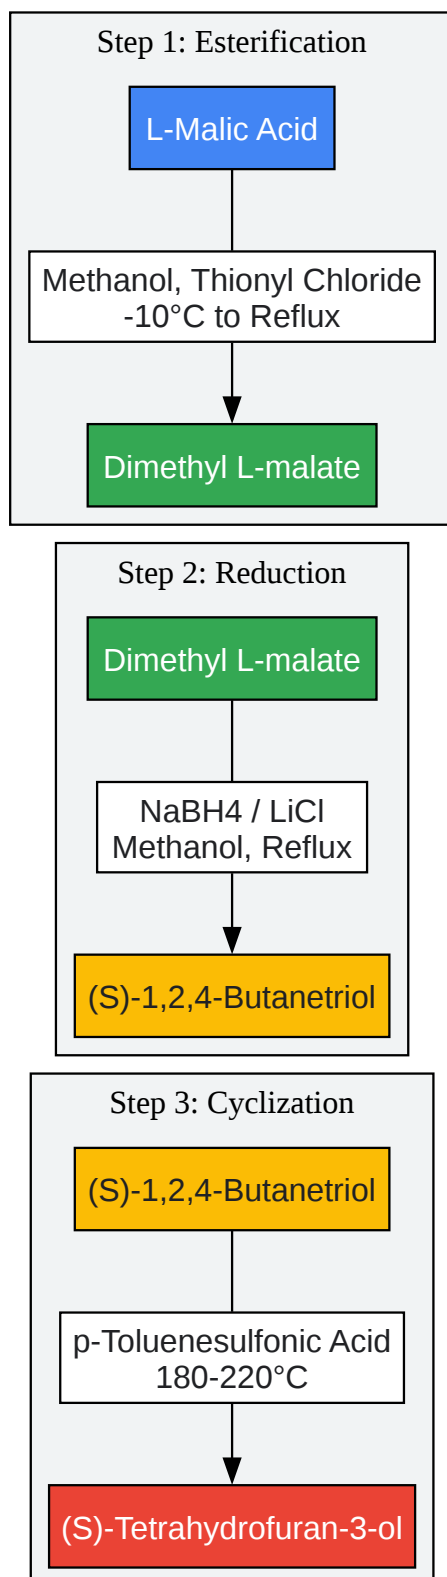 Step 1: Esterification
L-Malic Acid
Methanol, Thionyl Chloride
-10°C to Reflux
Dimethyl L-malate
Step 2: Reduction
Dimethyl L-malate
NaBH4 / LiCl
Methanol, Reflux
(S)-1,2,4-Butanetriol
Step 3: Cyclization
(S)-1,2,4-Butanetriol
p-Toluenesulfonic Acid
180-220°C
(S)-Tetrahydrofuran-3-ol